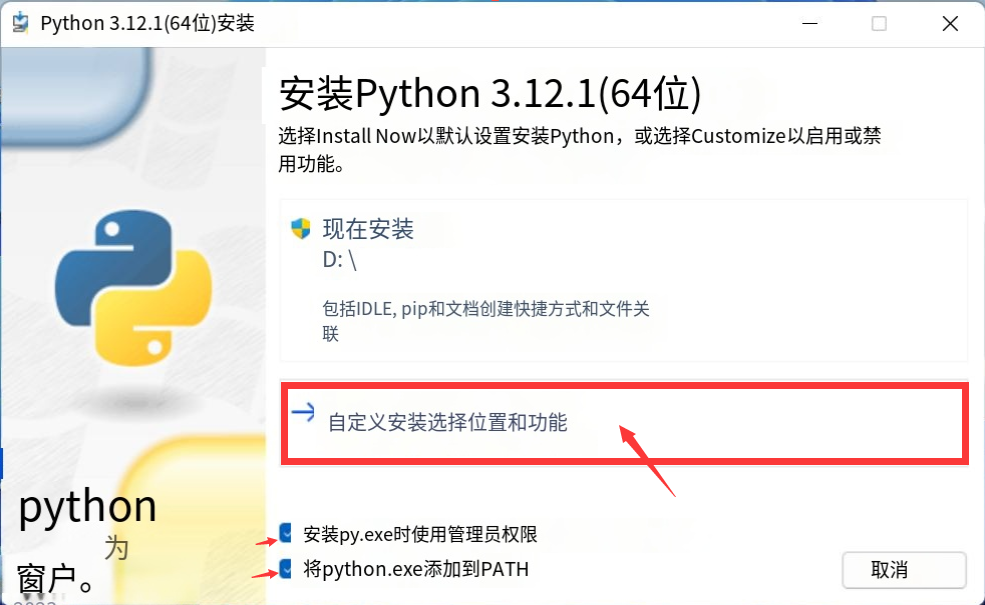 Python 3.12.1(64位)安装
安装Python 3.12.1(64位)
选择Install Now以默认设置安装Python，或选择Customize以启用或禁
用功能。
现在安装
D: \
包括IDLE, pip和文档创建快捷方式和文件关
联
自定义安装选择位置和功能
python
为
窗户。
安装py.exe时使用管理员权限
将python.exe添加到PATH
取消